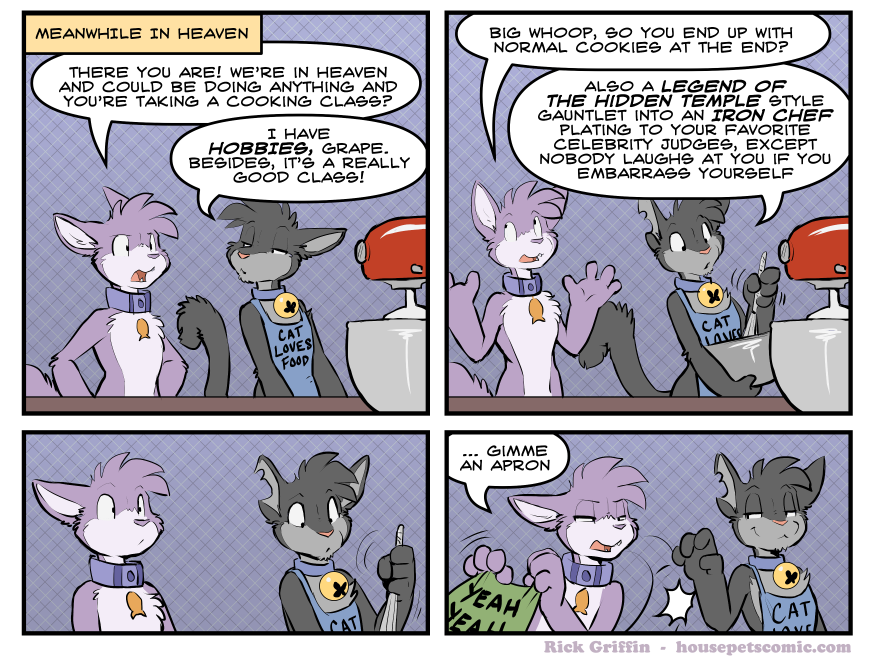 MEANWHILE IN HEAVEN
THERE YOU ARE! WE'RE IN HEAVEN
AND COULD BE DOING ANYTHING AND
YOU'RE TAKING A COOKING CLASS?
I HAVE
HOBBIES, GRAPE.
BESIDES, IT'S A REALLY
GOOD CLASS!
CAT
LOVES
FOOD
BIG WHOOP, SO YOU END UP WITH
NORMAL COOKIES AT THE END?
ALSO A LEGEND OF
THE HIDDEN TEMPLE STYLE
GAUNTLET INTO AN IRON CHEF
PLATING TO YOUR FAVORITE
CELEBRITY JUDGES, EXCEPT
NOBODY LAUGHS AT YOU IF YOU
EMBARRASS YOURSELF
CAT
LOVES
CAT
... GIMME
AN APRON
YEAH
YEAH
CAT
LOVE
Rick Griffin - housepetscomic.com